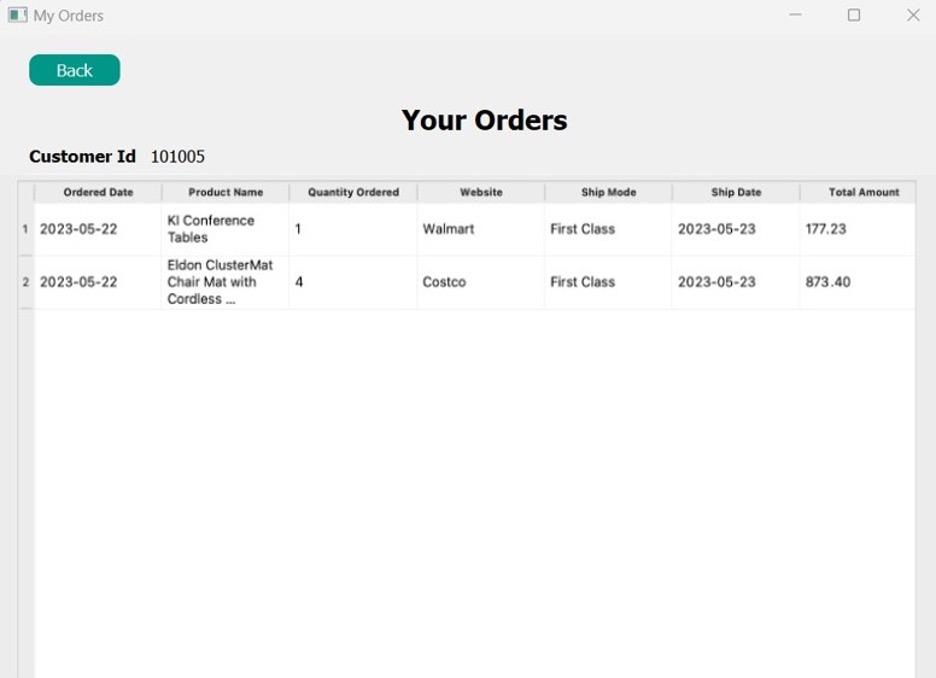 My Orders
Back
Your Orders
Customer Id 101005
Ordered Date Product Name Quantity Ordered Website Ship Mode Ship Date Total Amount
1 2023-05-22 KI Conference Tables 1 Walmart First Class 2023-05-23 177.23
2 2023-05-22 Eldon ClusterMat Chair Mat with Cordless ... 4 Costco First Class 2023-05-23 873.40